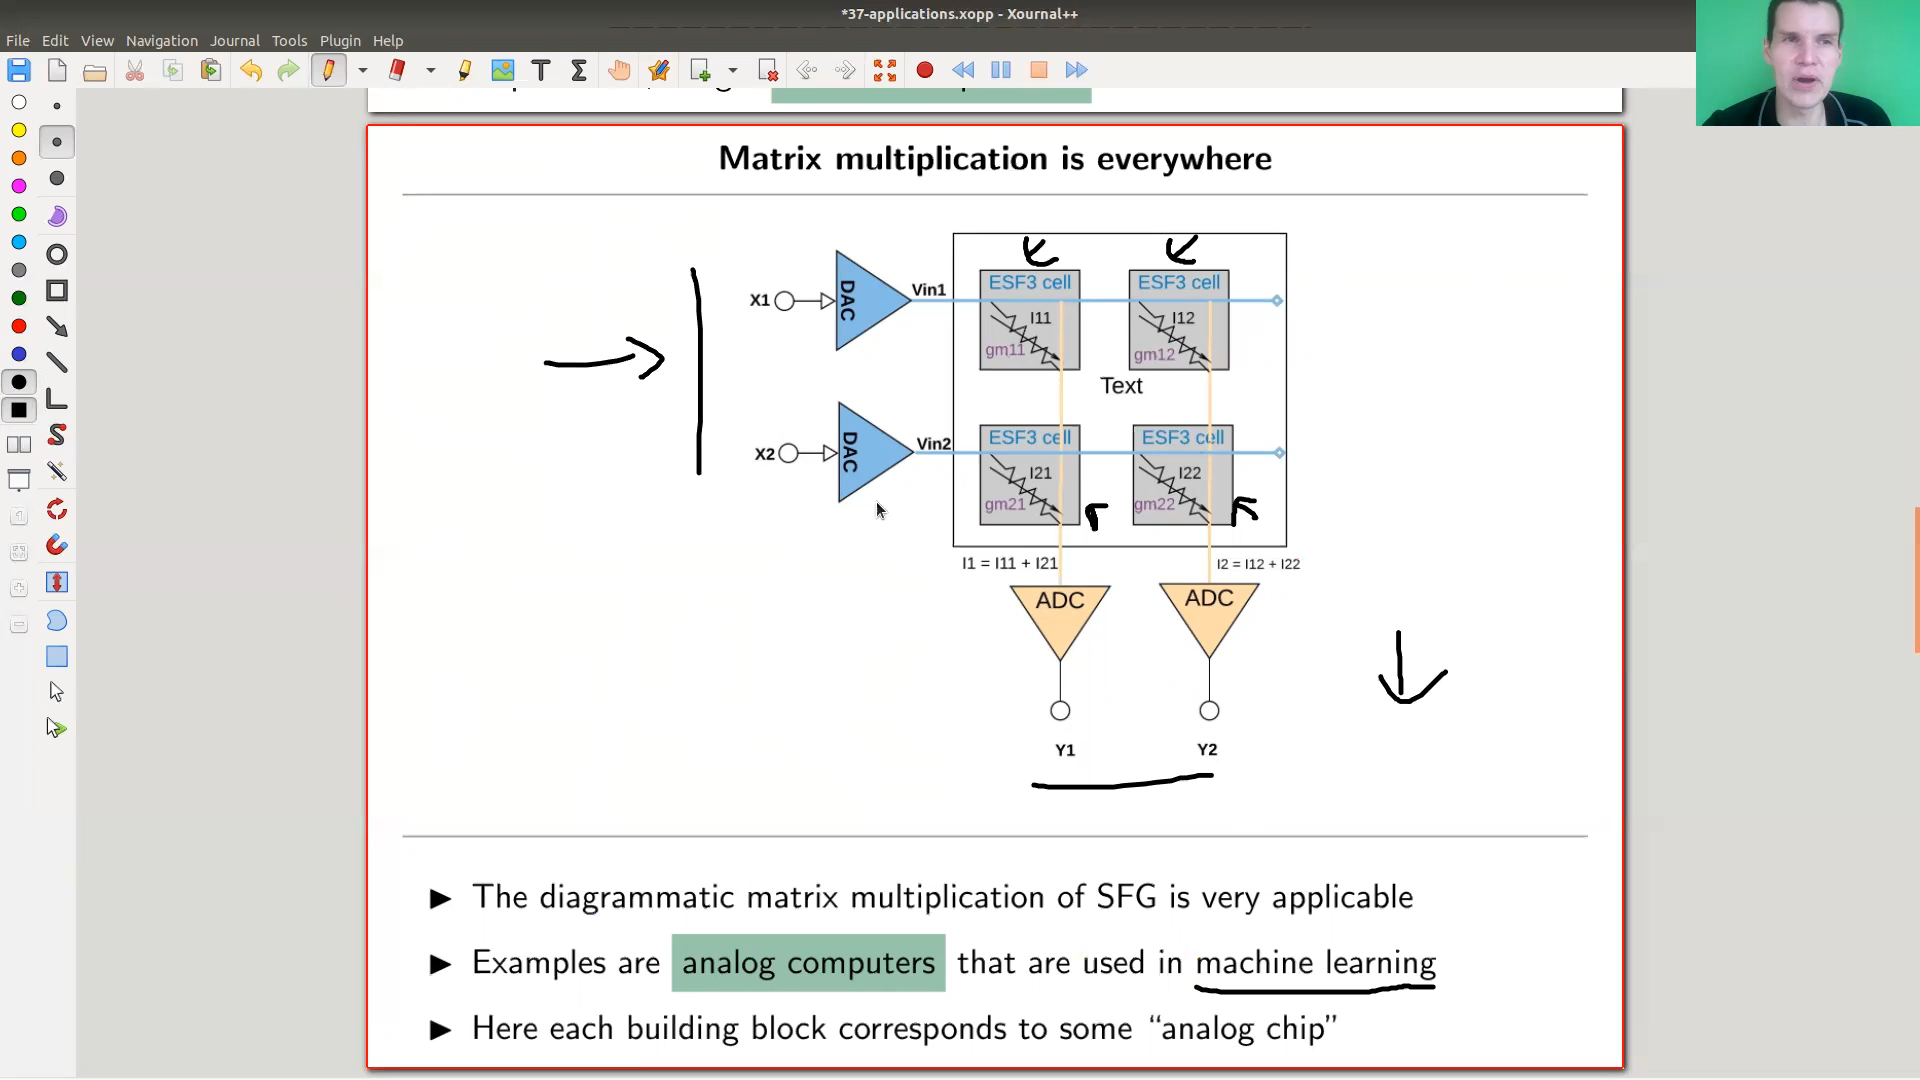 *37-applications.xopp - Xournal++
File Edit View Navigation Journal Tools Plugin Help
Matrix multiplication is everywhere
X1 DAC Vin1 ESF3 cell I11 gm11 ESF3 cell I12 gm12
Text
X2 DAC Vin2 ESF3 cell I21 gm21 ESF3 cell I22 gm22
I1 = I11 + I21 I2 = I12 + I22
ADC ADC
Y1 Y2
► The diagrammatic matrix multiplication of SFG is very applicable
► Examples are analog computers that are used in machine learning
► Here each building block corresponds to some “analog chip”